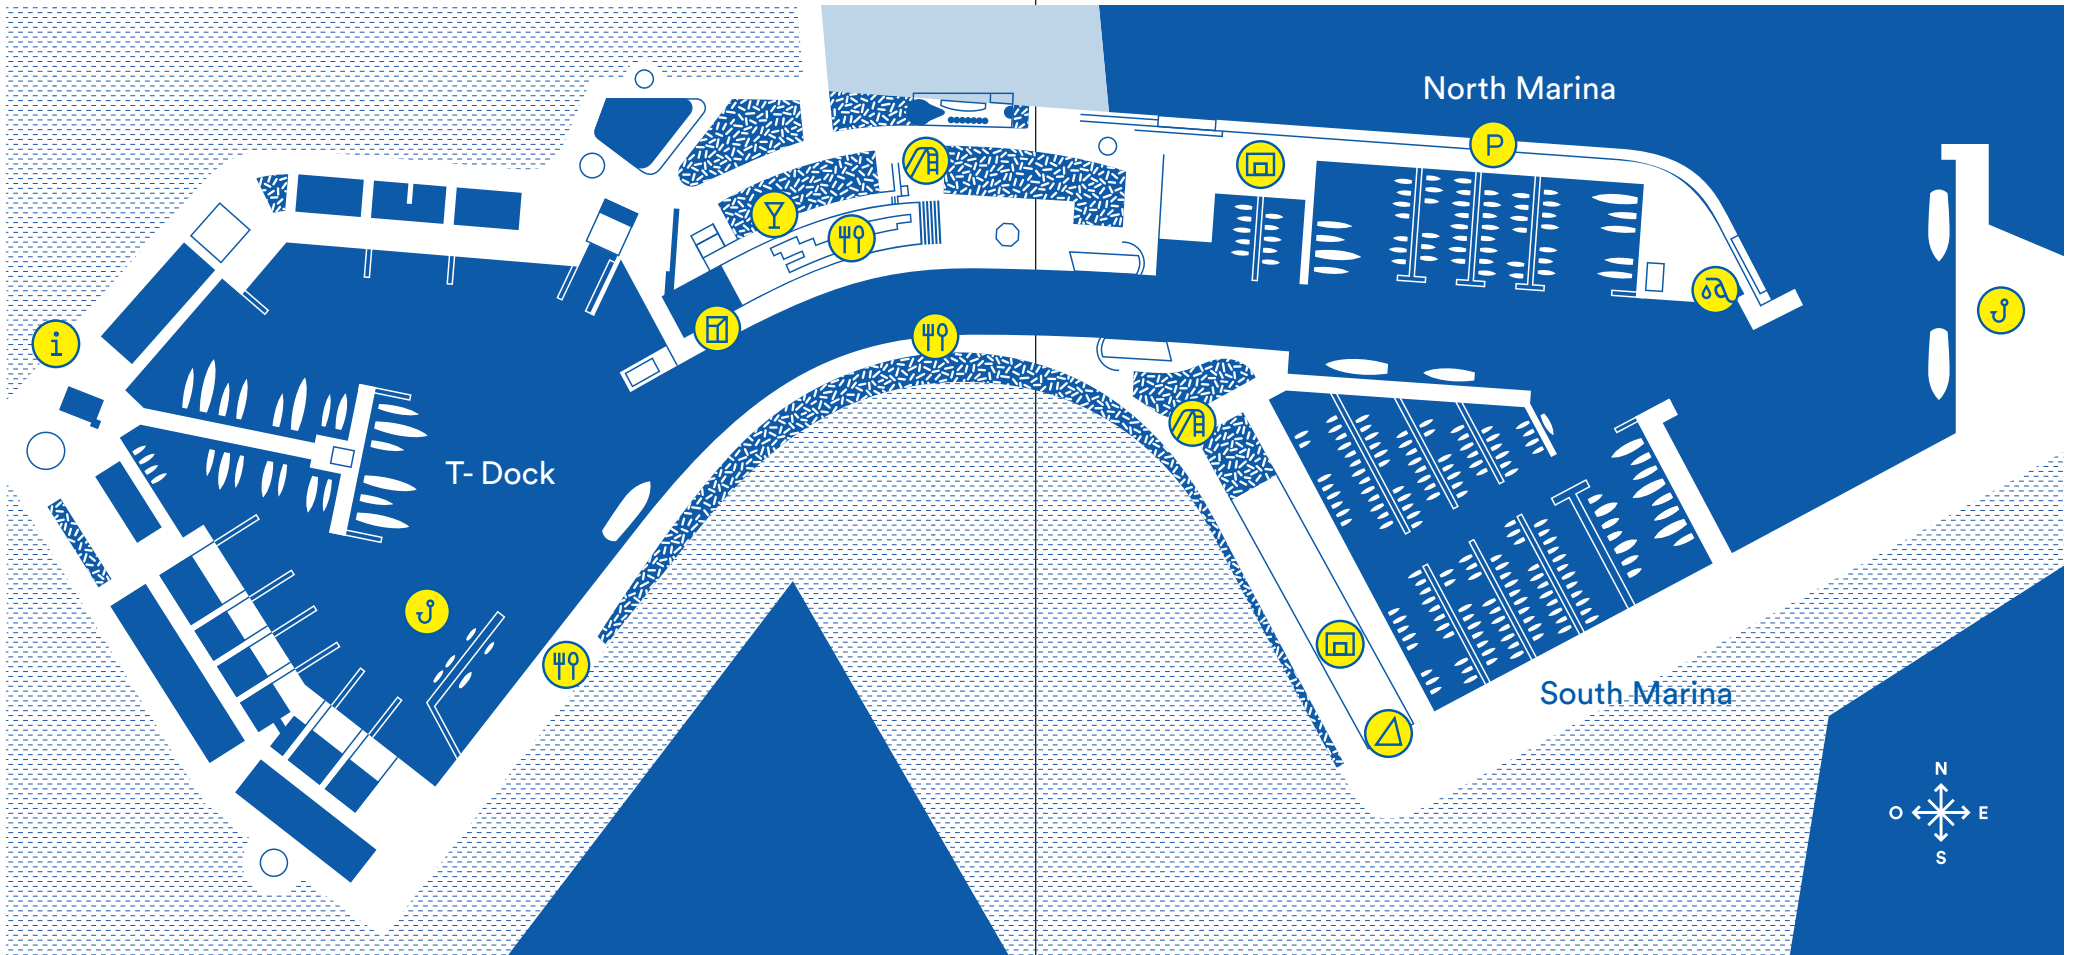 North Marina
P
i
T- Dock
South Marina
N
O E
S